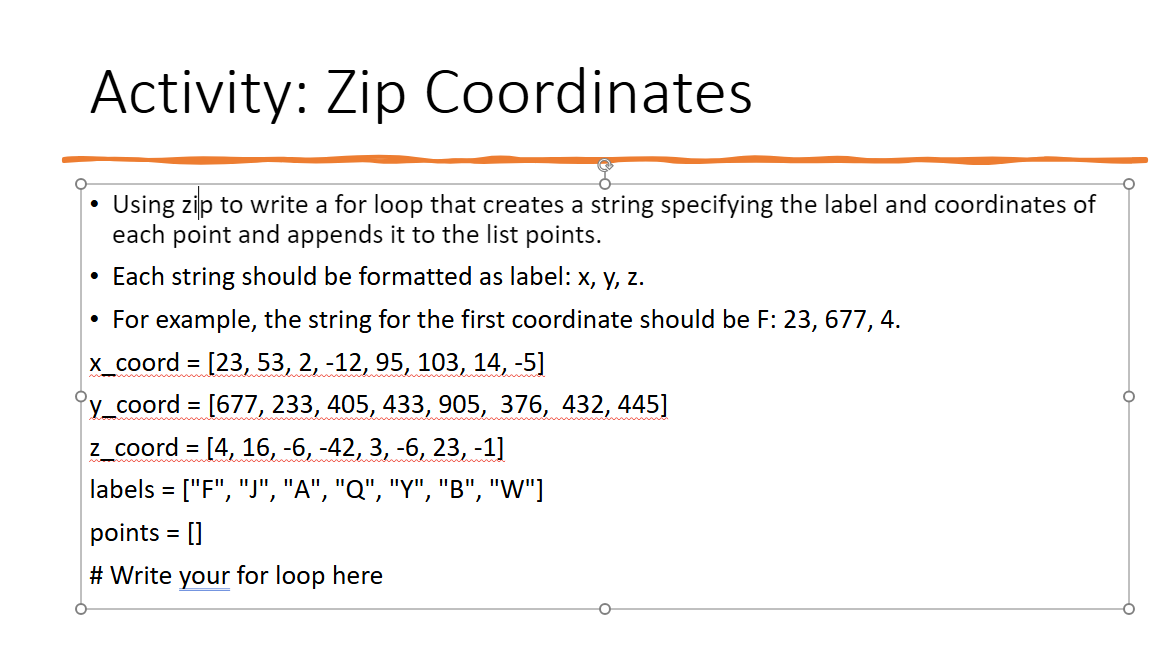 Activity: Zip Coordinates
• Using zip to write a for loop that creates a string specifying the label and coordinates of
each point and appends it to the list points.
• Each string should be formatted as label: x, y, z.
• For example, the string for the first coordinate should be F: 23, 677, 4.
x_coord = [23, 53, 2, -12, 95, 103, 14, -5]
y_coord = [677, 233, 405, 433, 905,  376,  432, 445]
z_coord = [4, 16, -6, -42, 3, -6, 23, -1]
labels = ["F", "J", "A", "Q", "Y", "B", "W"]
points = []
# Write your for loop here